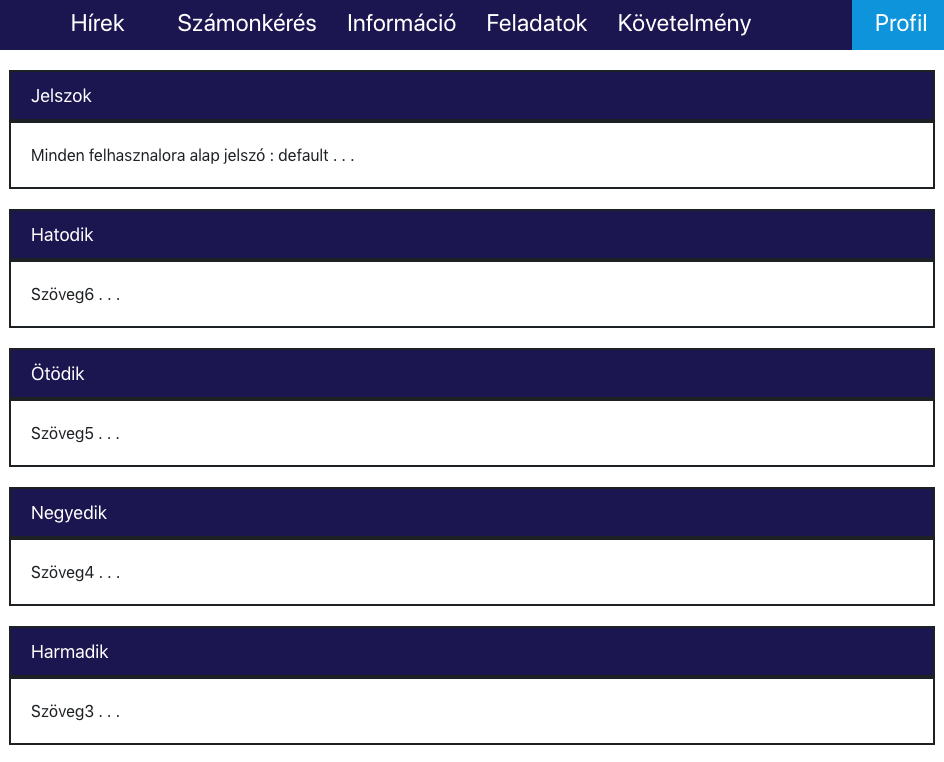 Hírek Számonkérés Információ Feladatok Követelmény Profil
Jelszok
Minden felhasznalora alap jelszó : default . . .
Hatodik
Szöveg6 . . .
Ötödik
Szöveg5 . . .
Negyedik
Szöveg4 . . .
Harmadik
Szöveg3 . . .